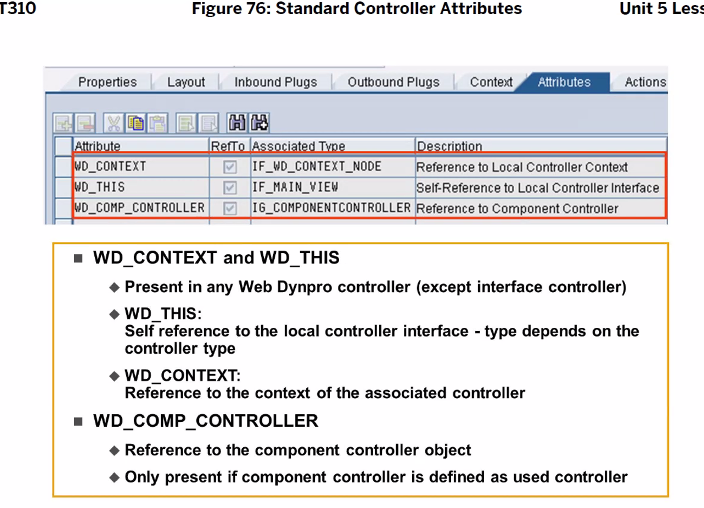 T310 Figure 76: Standard Controller Attributes Unit 5 Less
Properties Layout Inbound Plugs Outbound Plugs Context Attributes Actions
Attribute RefTo Associated Type Description
WD_CONTEXT IF_WD_CONTEXT_NODE Reference to Local Controller Context
WD_THIS IF_MAIN_VIEW Self-Reference to Local Controller Interface
WD_COMP_CONTROLLER IG_COMPONENTCONTROLLER Reference to Component Controller
■ WD_CONTEXT and WD_THIS
◆ Present in any Web Dynpro controller (except interface controller)
◆ WD_THIS:
Self reference to the local controller interface - type depends on the
controller type
◆ WD_CONTEXT:
Reference to the context of the associated controller
■ WD_COMP_CONTROLLER
◆ Reference to the component controller object
◆ Only present if component controller is defined as used controller